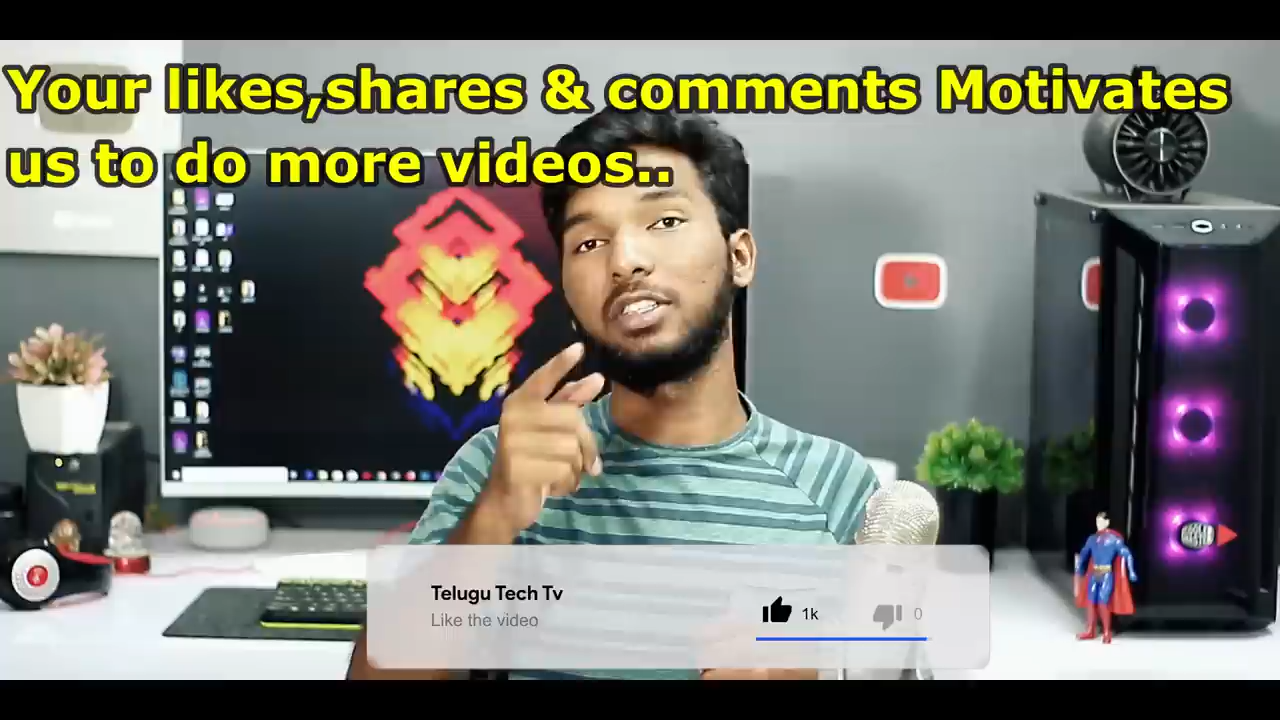 Your likes,shares & comments Motivates
us to do more videos..
Telugu Tech Tv
Like the video
1k
0